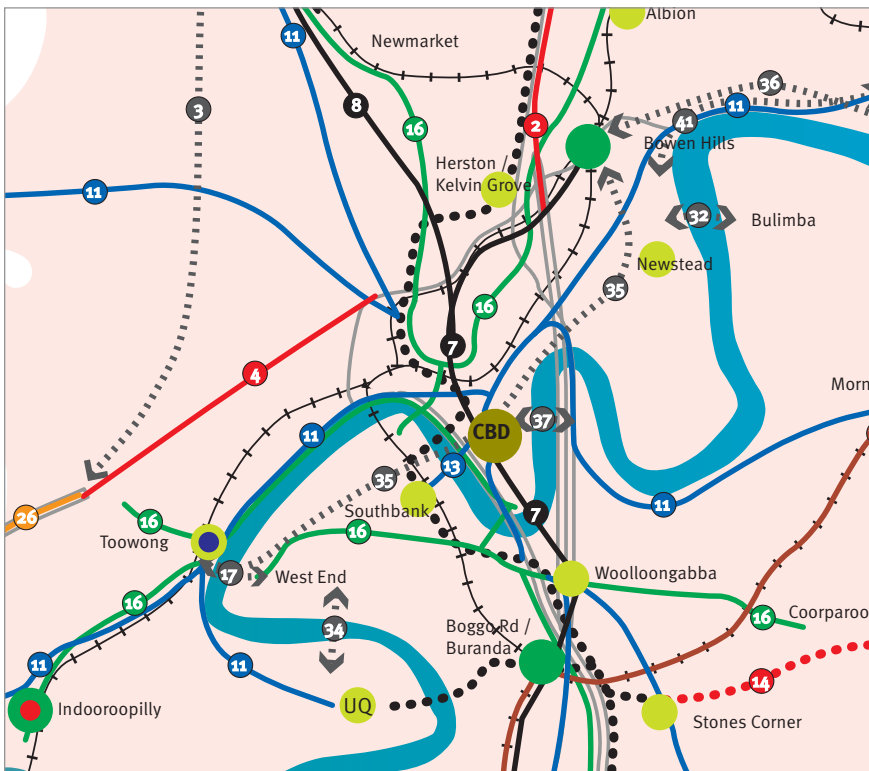 Albion
11
Newmarket
36
8
3
11
41
16
2
Bowen Hills
Herston /
Kelvin Grove
11
32
Bulimba
Newstead
35
16
7
4
Morn
11
CBD
37
13
35
11
Southbank
7
26
16
Toowong
16
17
West End
Woolloongabba
16
34
Boggo Rd /
Buranda
16
Coorparoo
11
11
14
UQ
Indooroopilly
Stones Corner